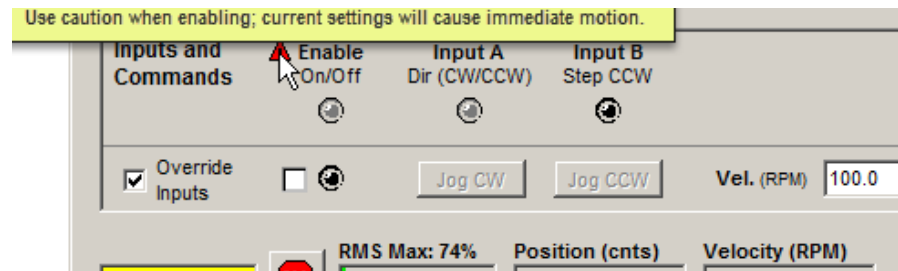 Use caution when enabling; current settings will cause immediate motion.
Inputs and Commands
Enable
On/Off
Input A
Dir (CW/CCW)
Input B
Step CCW
Override Inputs
Jog CW
Jog CCW
Vel. (RPM)
100.0
RMS Max: 74%
Position (cnts)
Velocity (RPM)